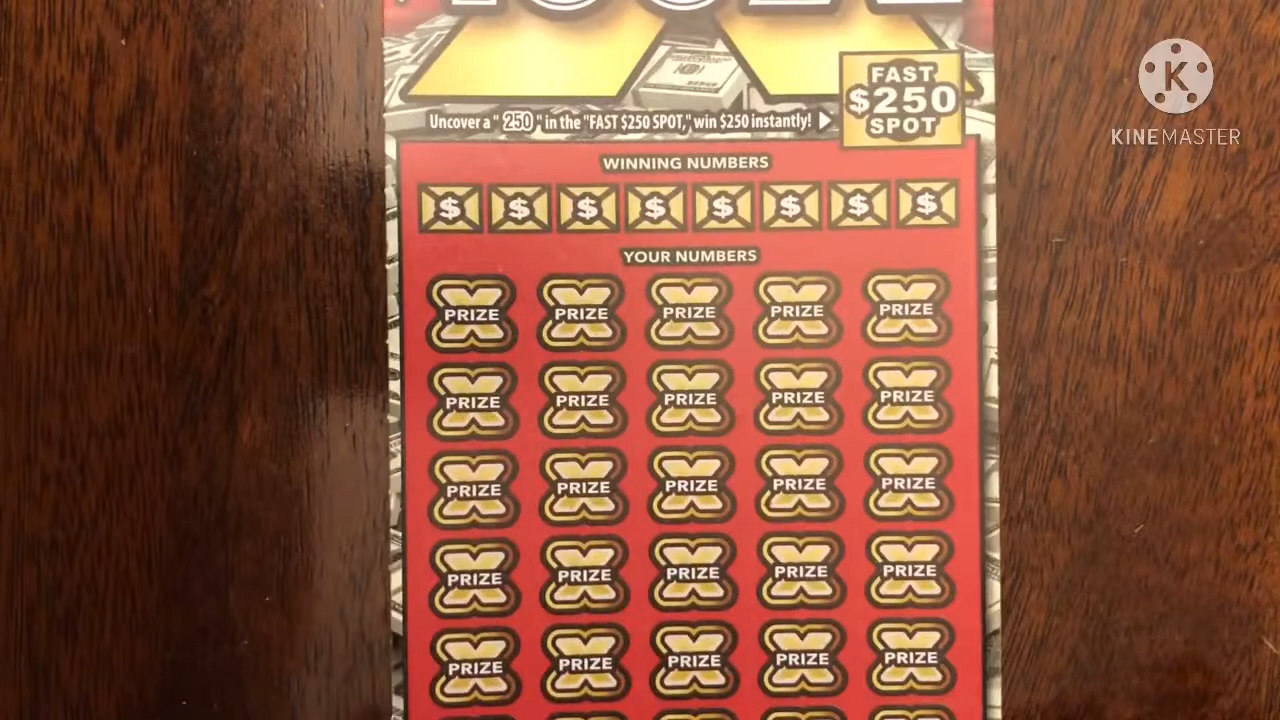 FAST
$250
SPOT
Uncover a "250" in the "FAST $250 SPOT," win $250 instantly!
K
KINEMASTER
WINNING NUMBERS
$ $ $ $ $ $ $ $
YOUR NUMBERS
PRIZE PRIZE PRIZE PRIZE PRIZE
PRIZE PRIZE PRIZE PRIZE PRIZE
PRIZE PRIZE PRIZE PRIZE PRIZE
PRIZE PRIZE PRIZE PRIZE PRIZE
PRIZE PRIZE PRIZE PRIZE PRIZE